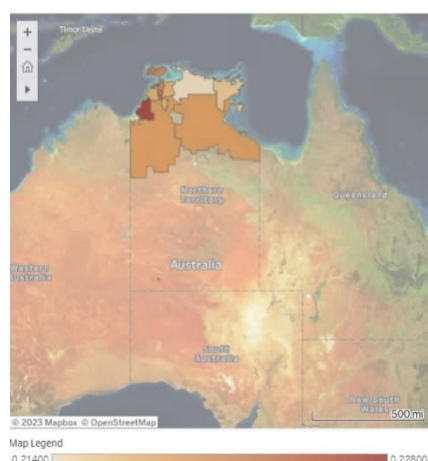 Timor-Leste
Northern
Territory
Queensland
Western
Australia
Australia
South
Australia
New South
Wales
500 mi
© 2023 Mapbox © OpenStreetMap
Map Legend
0.21400
0.22800